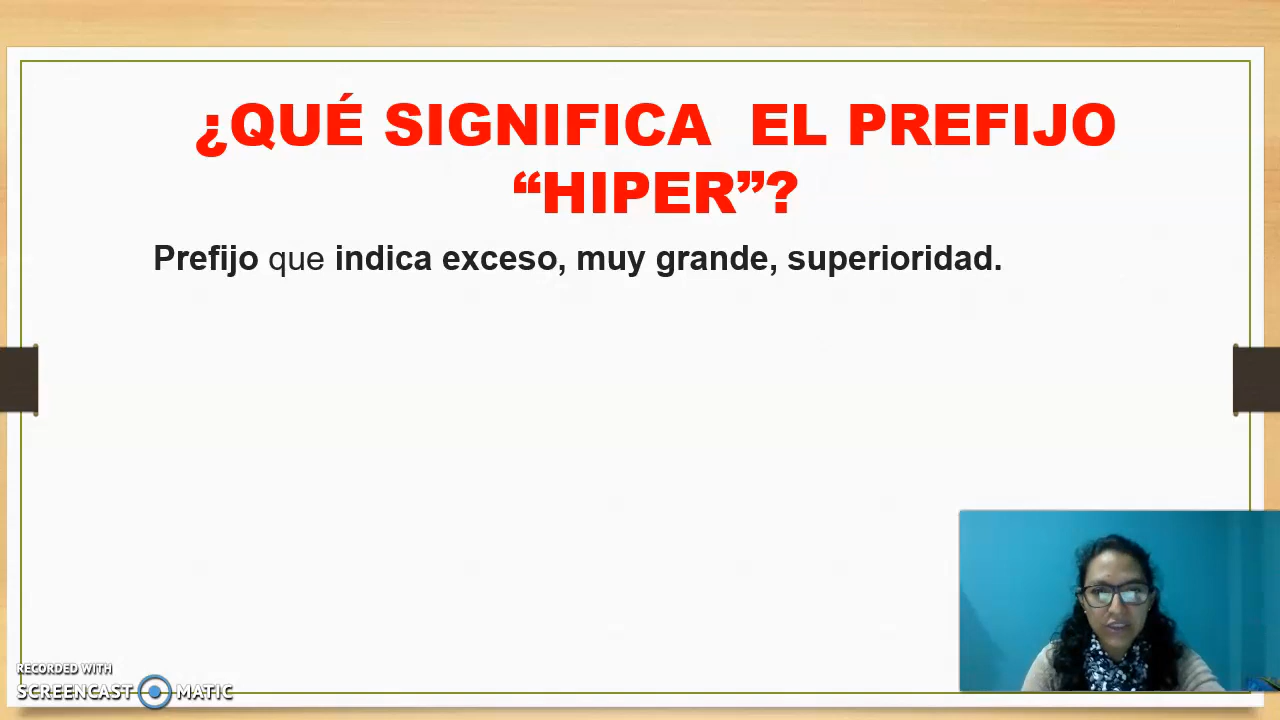 ¿QUÉ SIGNIFICA EL PREFIJO
“HIPER”?
Prefijo que indica exceso, muy grande, superioridad.
RECORDED WITH
SCREENCAST MATIC